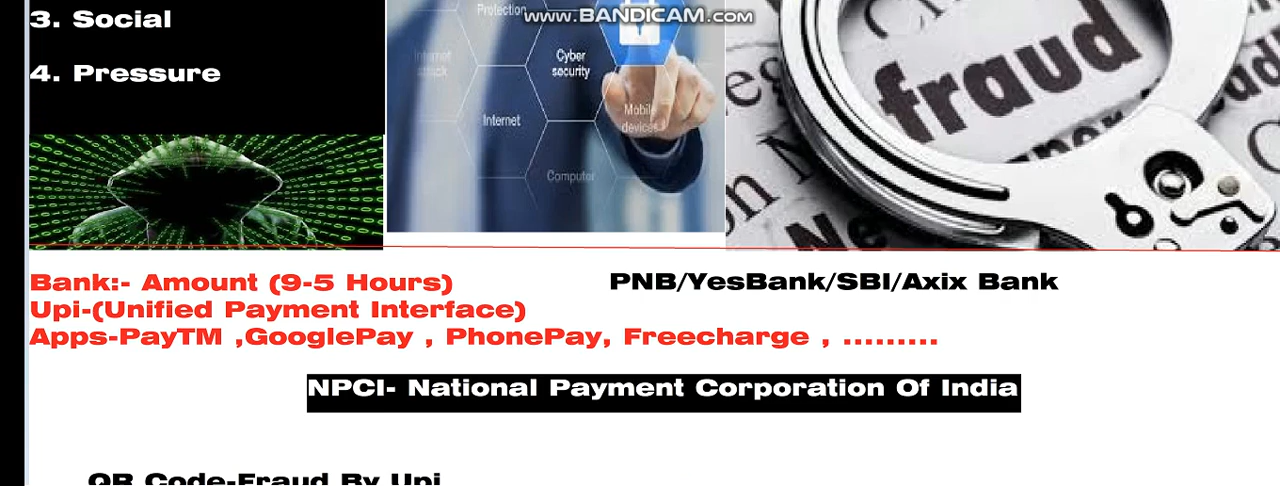 www.BANDICAM.com
3. Social
4. Pressure
Protection
Internet attack
Cyber security
Internet
Mobile devices
Computer
fraud
Bank:- Amount (9-5 Hours)
PNB/YesBank/SBI/Axix Bank
Upi-(Unified Payment Interface)
Apps-PayTM ,GooglePay , PhonePay, Freecharge , .........
NPCI- National Payment Corporation Of India
QR Code-Fraud By Upi